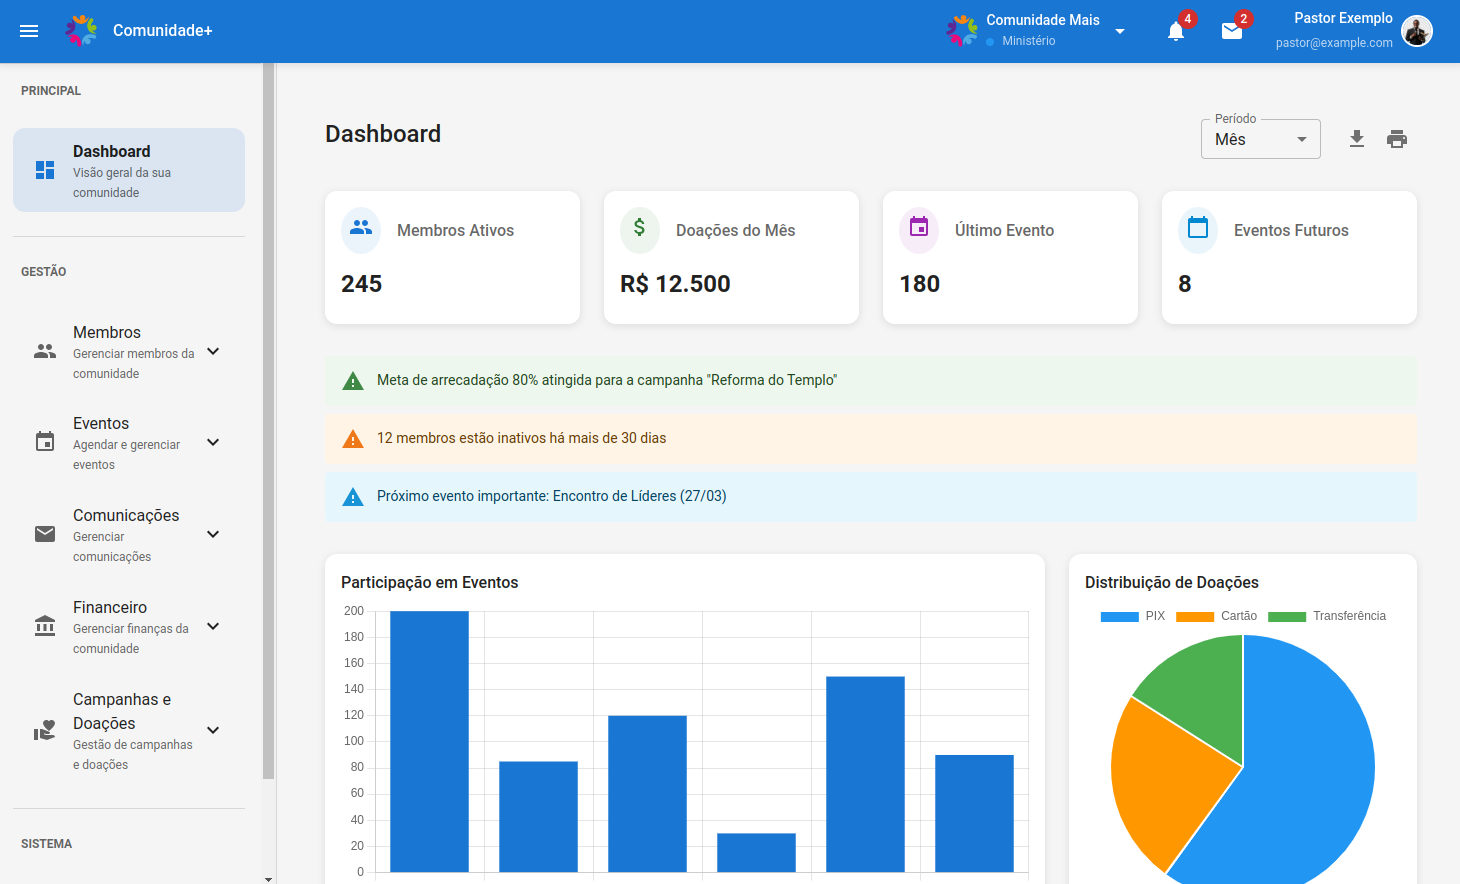 Comunidade+
Comunidade Mais
Ministério
4
2
Pastor Exemplo
pastor@example.com
PRINCIPAL
Dashboard
Visão geral da sua
comunidade
GESTÃO
Membros
Gerenciar membros da
comunidade
Eventos
Agendar e gerenciar
eventos
Comunicações
Gerenciar
comunicações
Financeiro
Gerenciar finanças da
comunidade
Campanhas e
Doações
Gestão de campanhas
e doações
SISTEMA
Dashboard
Período
Mês
Membros Ativos
245
Doações do Mês
R$ 12.500
Último Evento
180
Eventos Futuros
8
Meta de arrecadação 80% atingida para a campanha "Reforma do Templo"
12 membros estão inativos há mais de 30 dias
Próximo evento importante: Encontro de Líderes (27/03)
Participação em Eventos
200
180
160
140
120
100
80
60
40
20
0
Distribuição de Doações
PIX Cartão Transferência